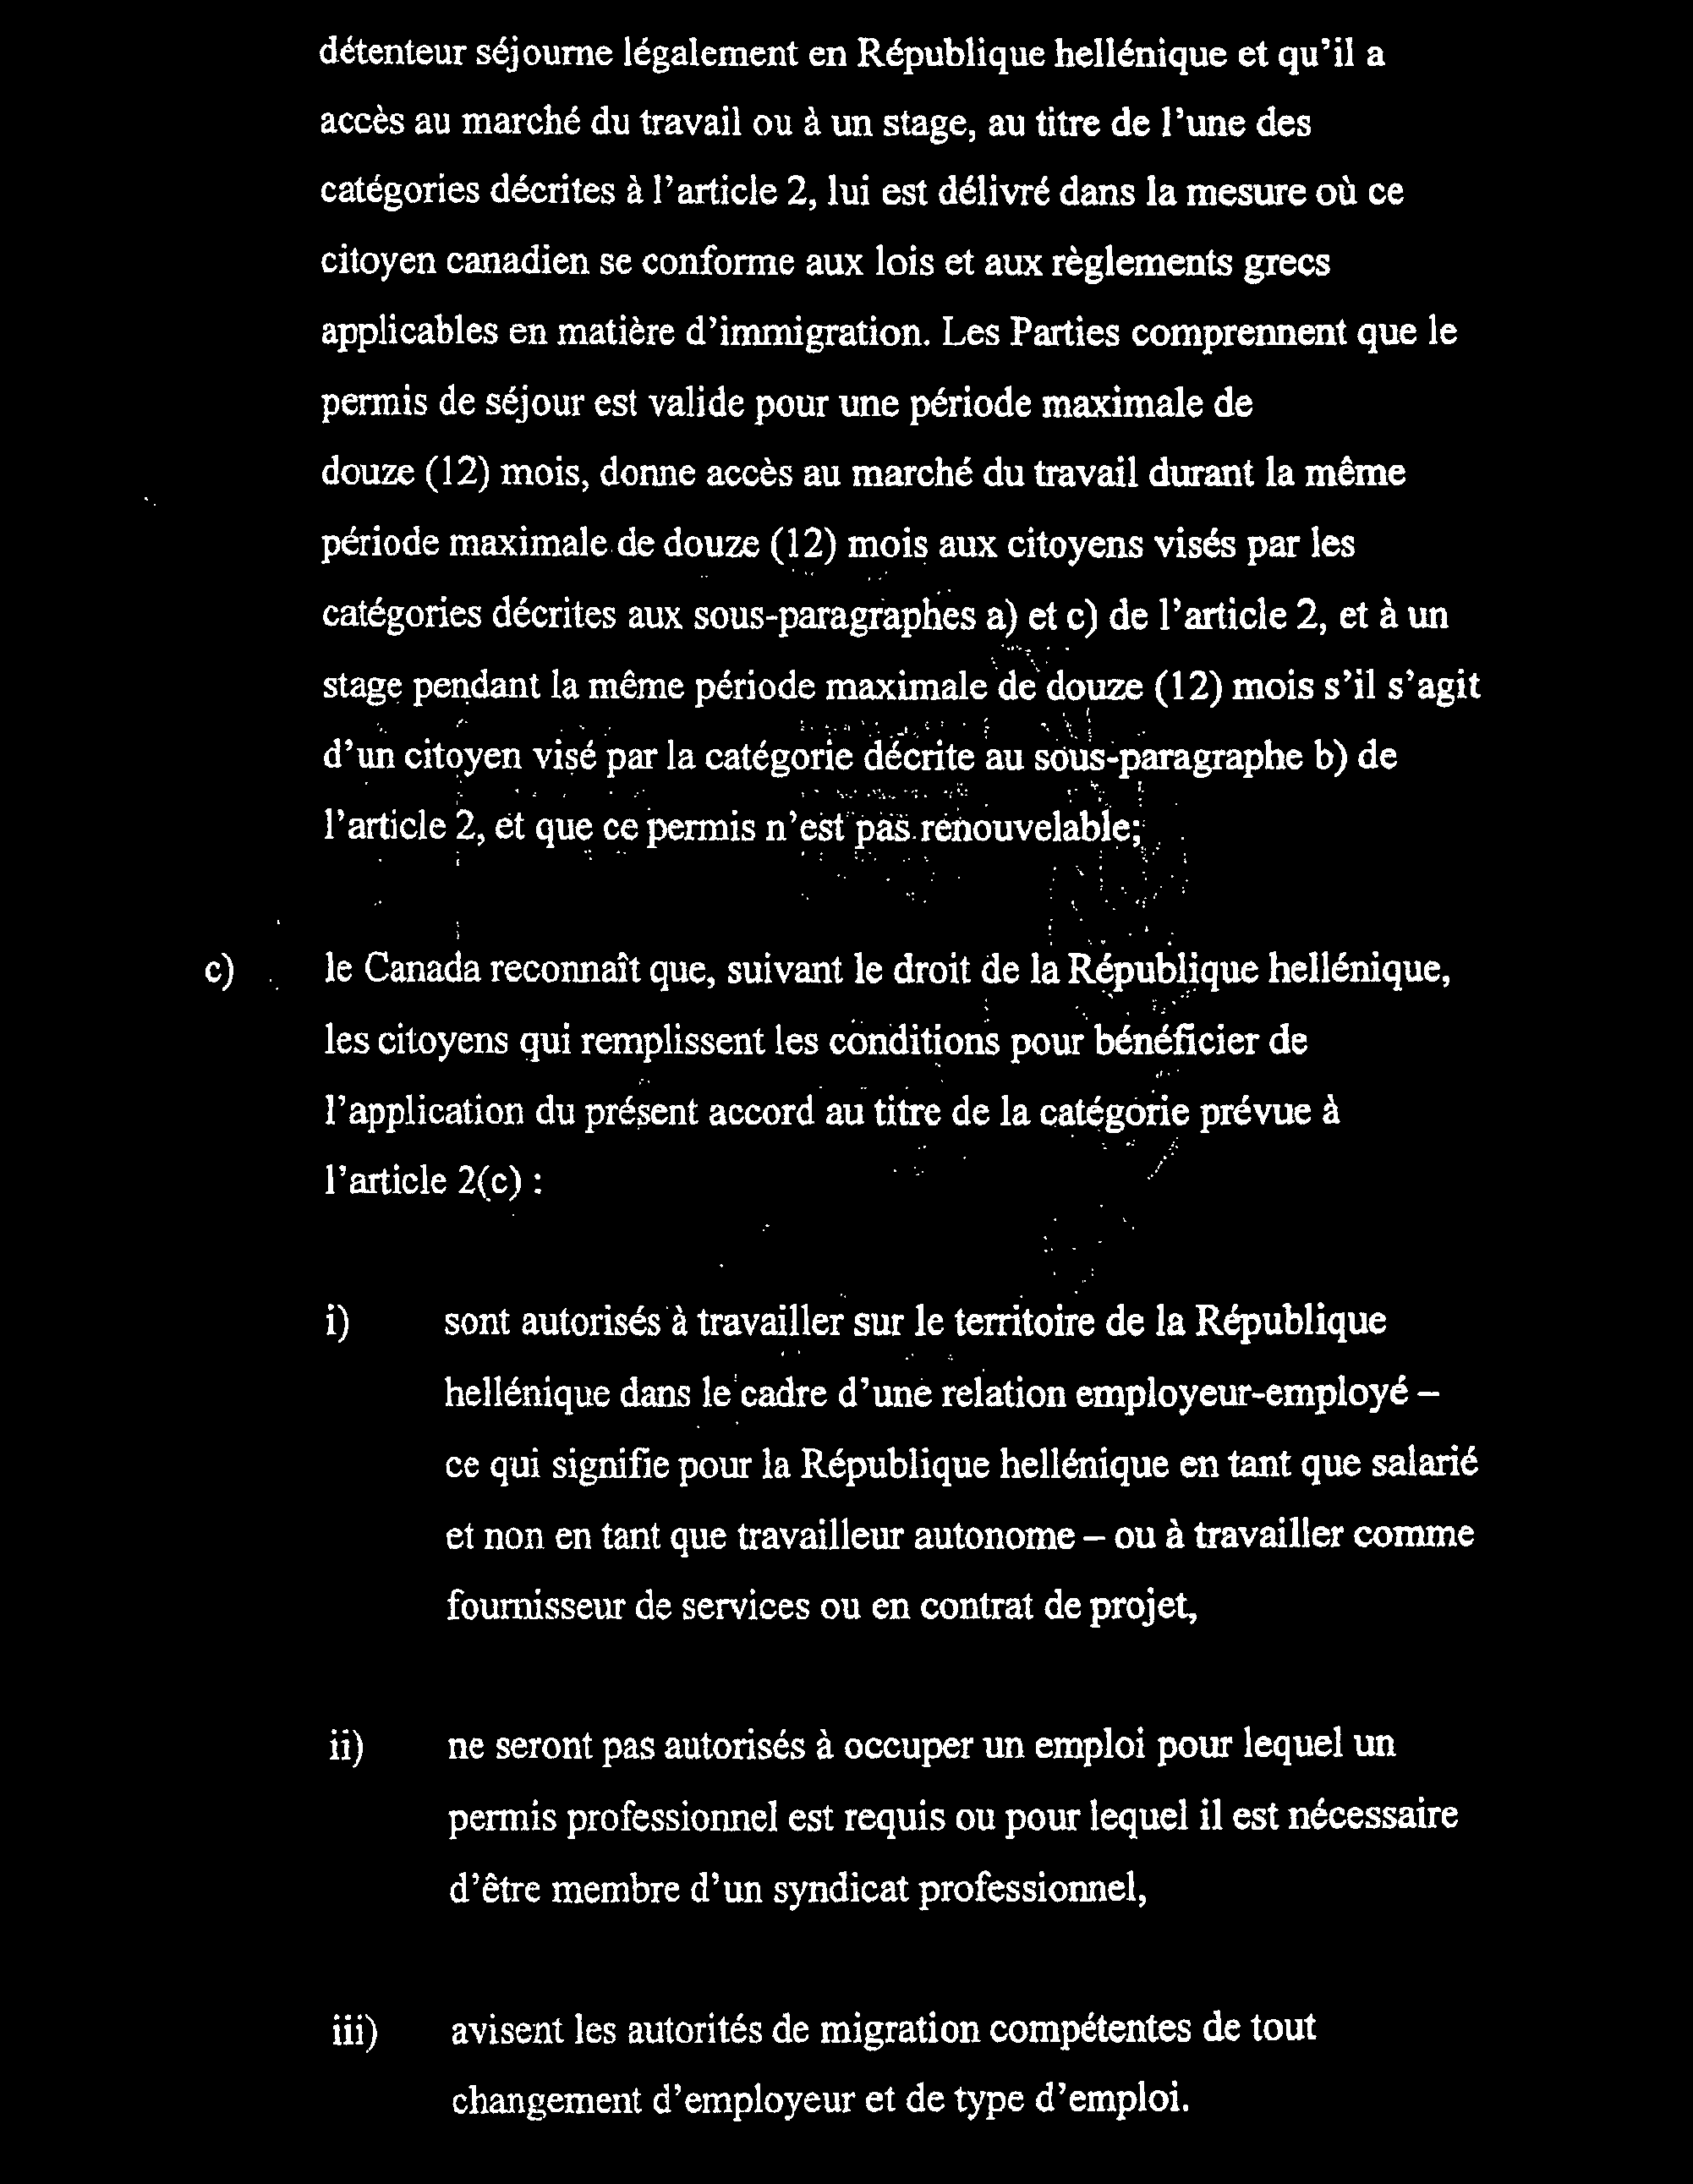 détenteur séjourne légalement en République hellénique et qu'il a
accès au marché du travail ou à un stage, au titre de l'une des
catégories décrites à l'article 2, lui est délivré dans la mesure où ce
citoyen canadien se conforme aux lois et aux règlements grecs
applicables en matière d'immigration. Les Parties comprennent que le
permis de séjour est valide pour une période maximale de
douze (12) mois, donne accès au marché du travail durant la même
période maximale de douze (12) mois aux citoyens visés par les
catégories décrites aux sous-paragraphes a) et c) de l'article 2, et à un
stage pendant la même période maximale de douze (12) mois s'il s'agit
d'un citoyen visé par la catégorie décrite au sous-paragraphe b) de
l'article 2, et que ce permis n'est pas renouvelable;
c) le Canada reconnaît que, suivant le droit de la République hellénique,
les citoyens qui remplissent les conditions pour bénéficier de
l'application du présent accord au titre de la catégorie prévue à
l'article 2(c) :
i) sont autorisés à travailler sur le territoire de la République
hellénique dans le cadre d'une relation employeur-employé –
ce qui signifie pour la République hellénique en tant que salarié
et non en tant que travailleur autonome – ou à travailler comme
fournisseur de services ou en contrat de projet,
ii) ne seront pas autorisés à occuper un emploi pour lequel un
permis professionnel est requis ou pour lequel il est nécessaire
d'être membre d'un syndicat professionnel,
iii) avisent les autorités de migration compétentes de tout
changement d'employeur et de type d'emploi.